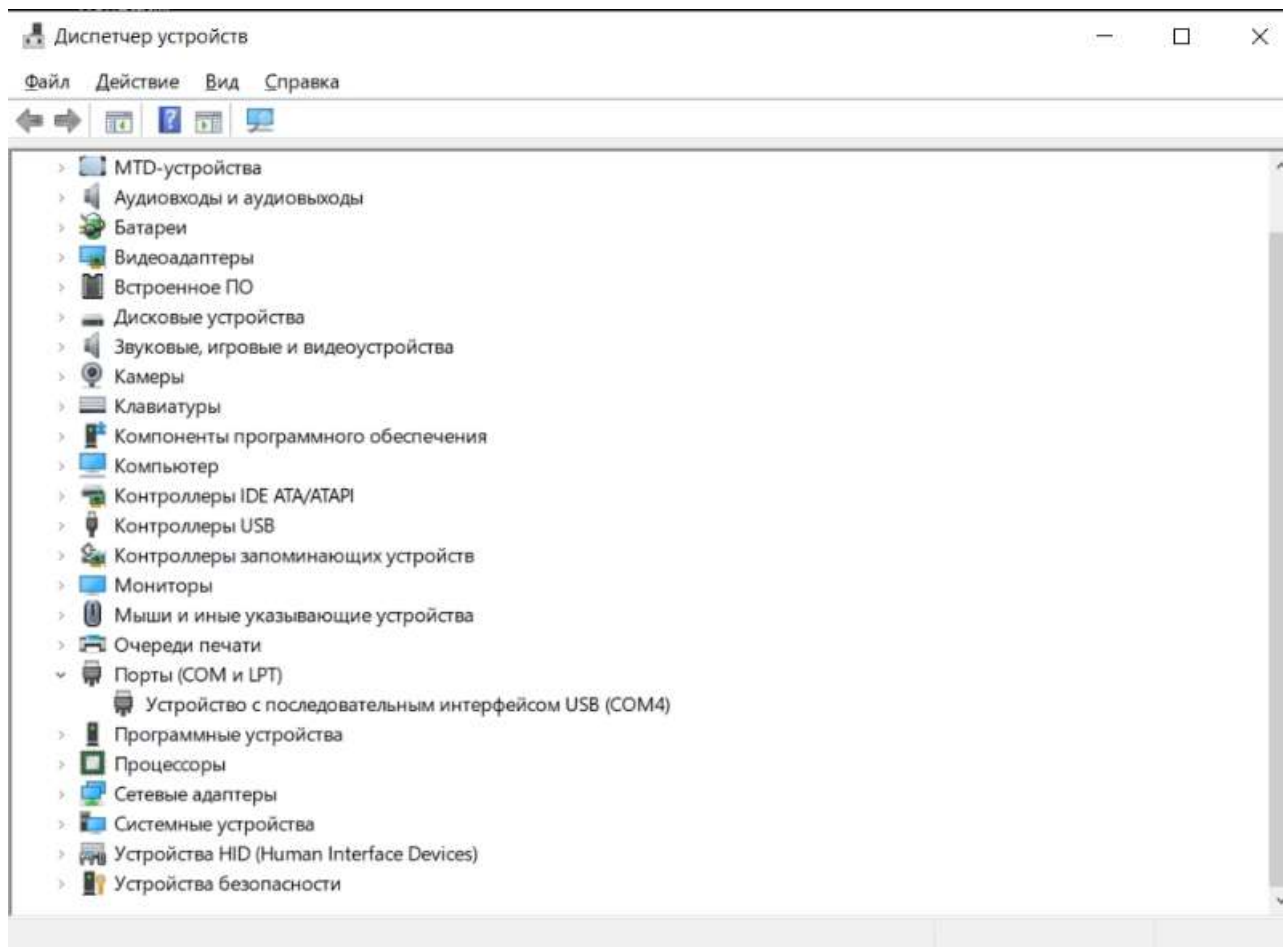 Диспетчер устройств
Файл Действие Вид Справка
MTD-устройства
Аудиовходы и аудиовыходы
Батареи
Видеоадаптеры
Встроенное ПО
Дисковые устройства
Звуковые, игровые и видеоустройства
Камеры
Клавиатуры
Компоненты программного обеспечения
Компьютер
Контроллеры IDE ATA/ATAPI
Контроллеры USB
Контроллеры запоминающих устройств
Мониторы
Мыши и иные указывающие устройства
Очереди печати
Порты (COM и LPT)
Устройство с последовательным интерфейсом USB (COM4)
Программные устройства
Процессоры
Сетевые адаптеры
Системные устройства
Устройства HID (Human Interface Devices)
Устройства безопасности